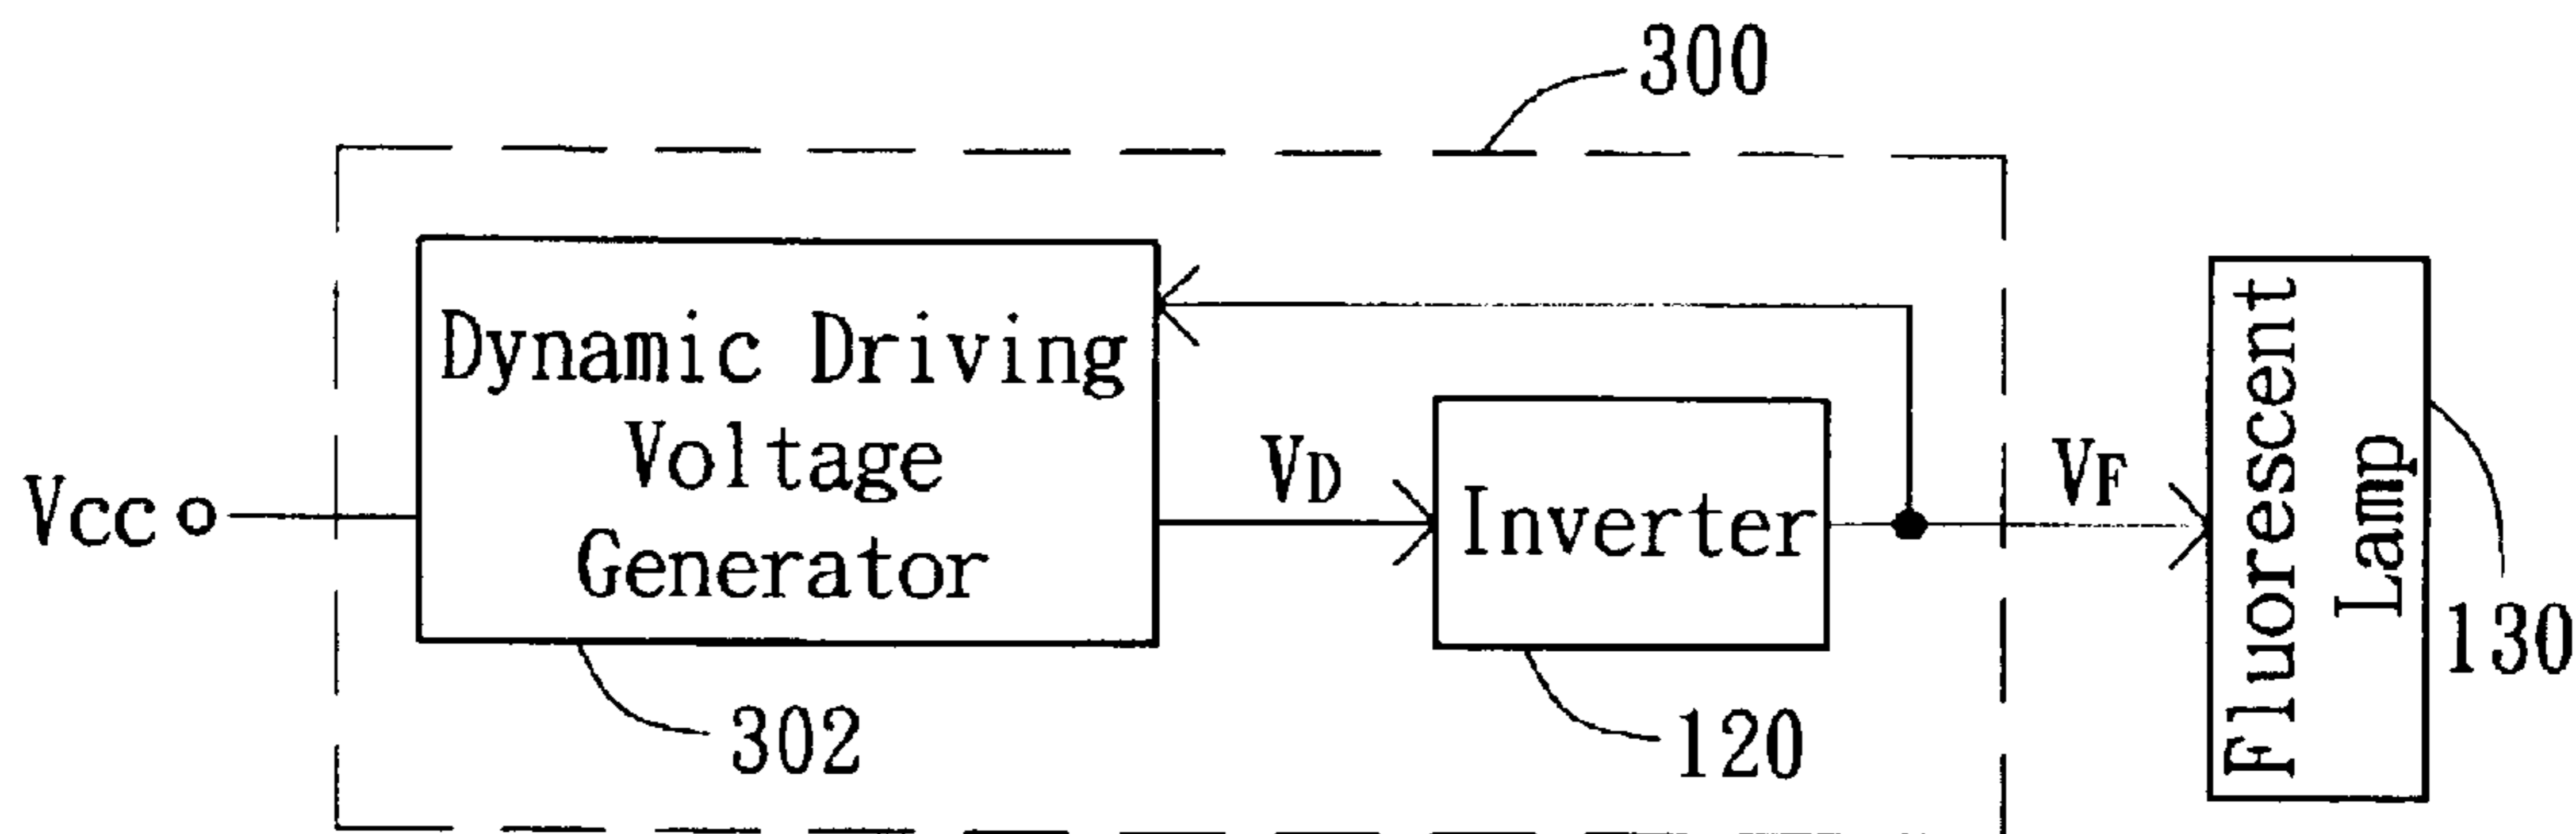 300
Dynamic Driving
Voltage
Generator
Vcc
VD
Inverter
VF
Fluorescent
Lamp
302
120
130